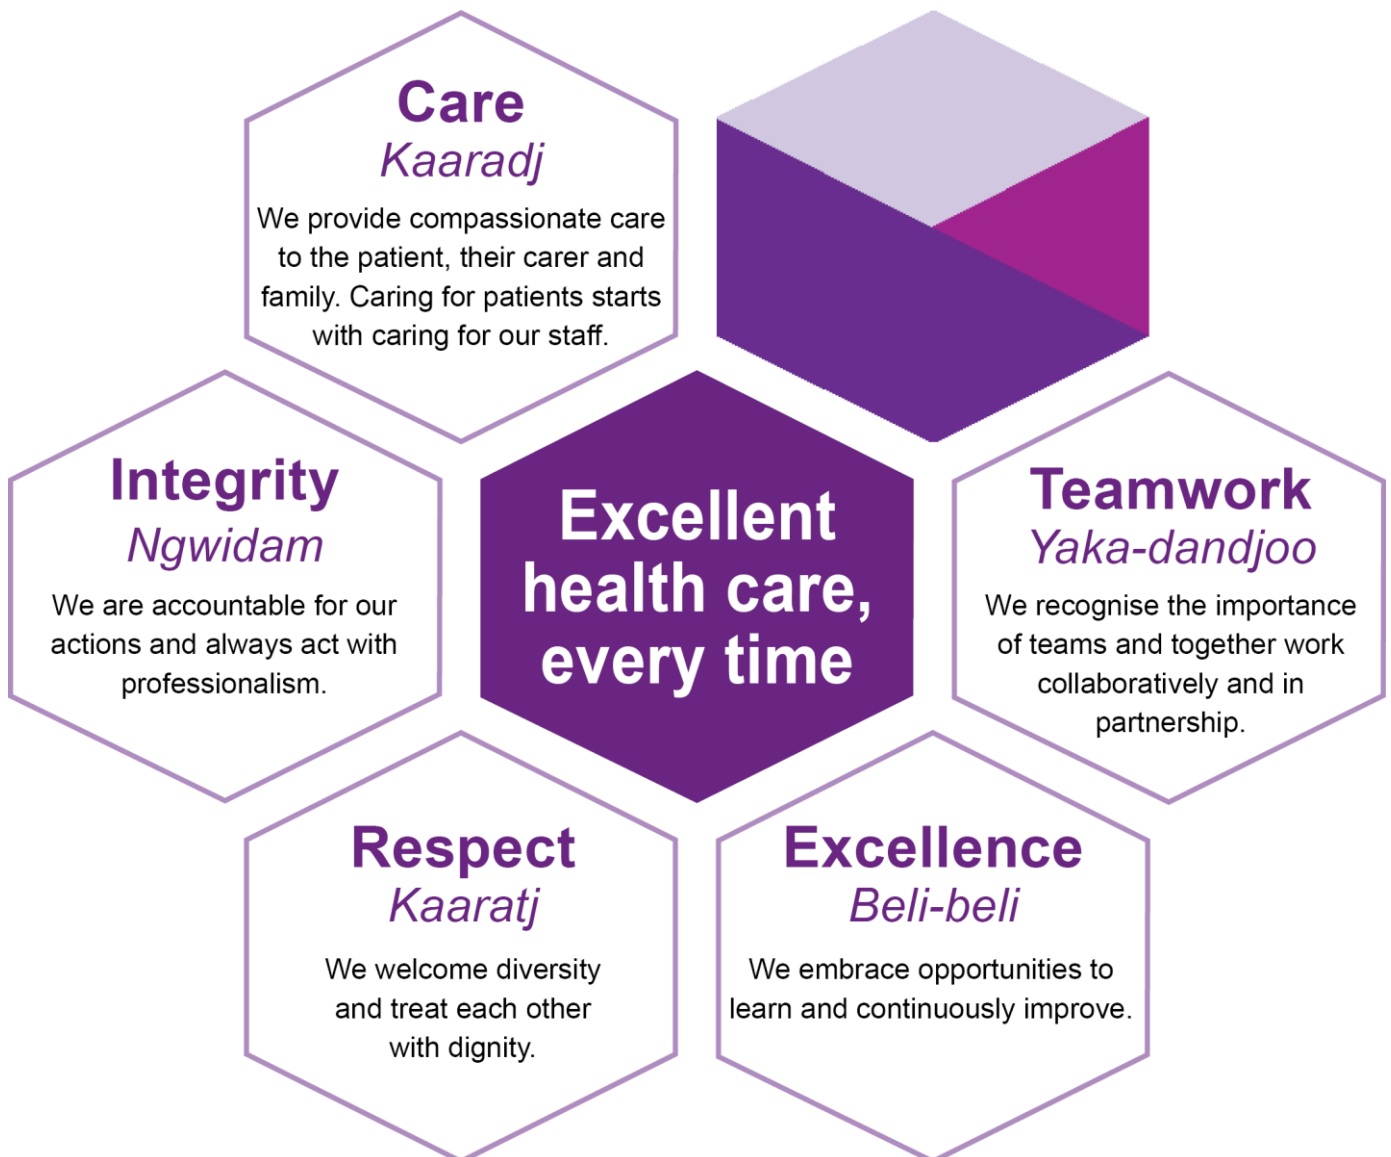 Care
Kaaradj
We provide compassionate care
to the patient, their carer and
family. Caring for patients starts
with caring for our staff.
Integrity
Ngwidam
We are accountable for our
actions and always act with
professionalism.
Excellent
health care,
every time
Teamwork
Yaka-dandjoo
We recognise the importance
of teams and together work
collaboratively and in
partnership.
Respect
Kaaratj
We welcome diversity
and treat each other
with dignity.
Excellence
Beli-beli
We embrace opportunities to
learn and continuously improve.